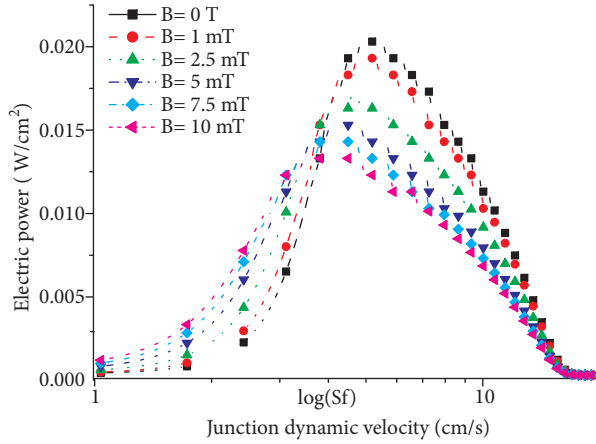 B= 0 T
B= 1 mT
B= 2.5 mT
B= 5 mT
B= 7.5 mT
B= 10 mT
0.020
0.015
0.010
0.005
0.000
Electric power ( W/cm²)
1
log(Sf)
10
Junction dynamic velocity (cm/s)